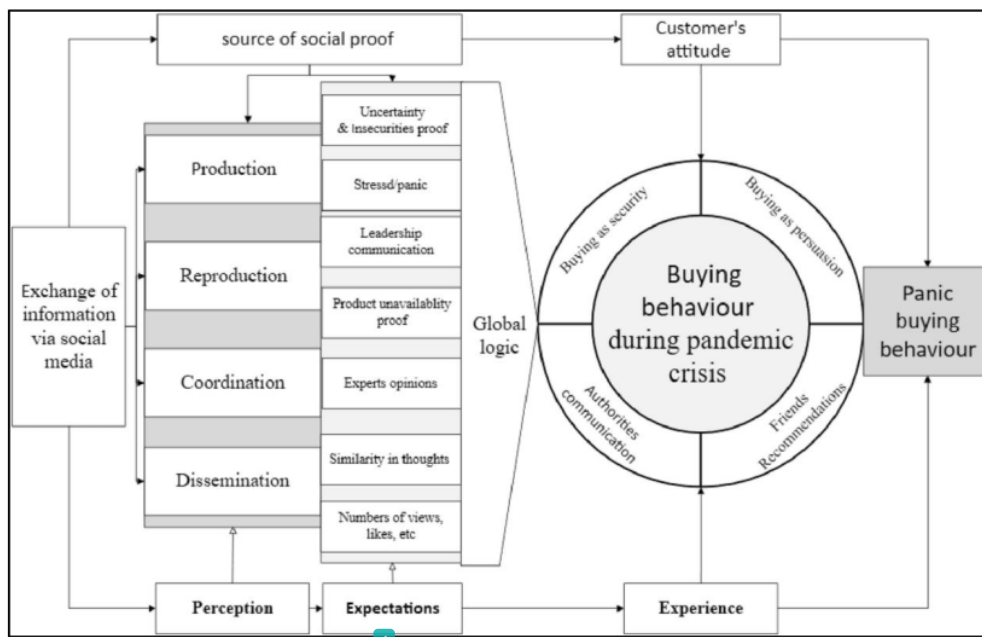 source of social proof
Customer's
attitude
Exchange of
information
via social
media
Production
Reproduction
Coordination
Dissemination
Uncertainty
& Insecurities proof
Stressd/panic
Leadership
communication
Product unavailablity
proof
Experts opinions
Similarity in thoughts
Numbers of views,
likes, etc
Global
logic
Buying as security
Buying as persuasion
Buying
behaviour
during pandemic
crisis
Authorities
communication
Friends
Recommendations
Panic
buying
behaviour
Perception
Expectations
Experience